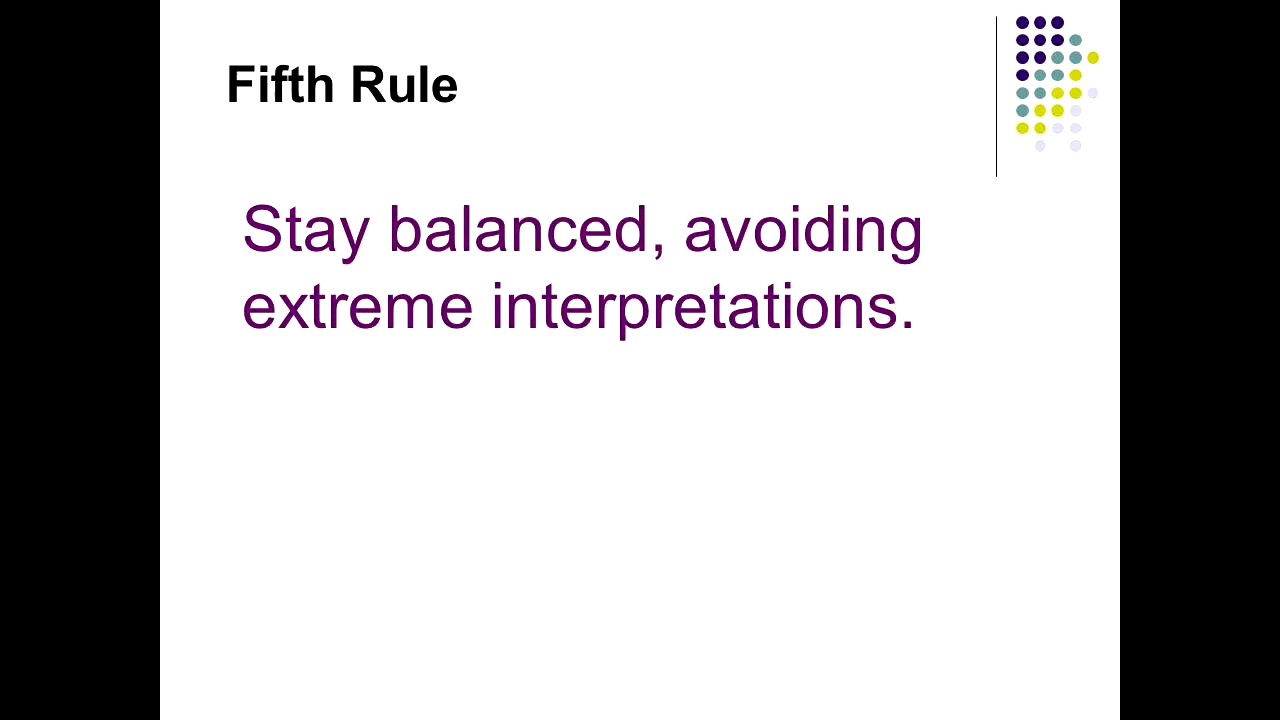 Fifth Rule
Stay balanced, avoiding
extreme interpretations.